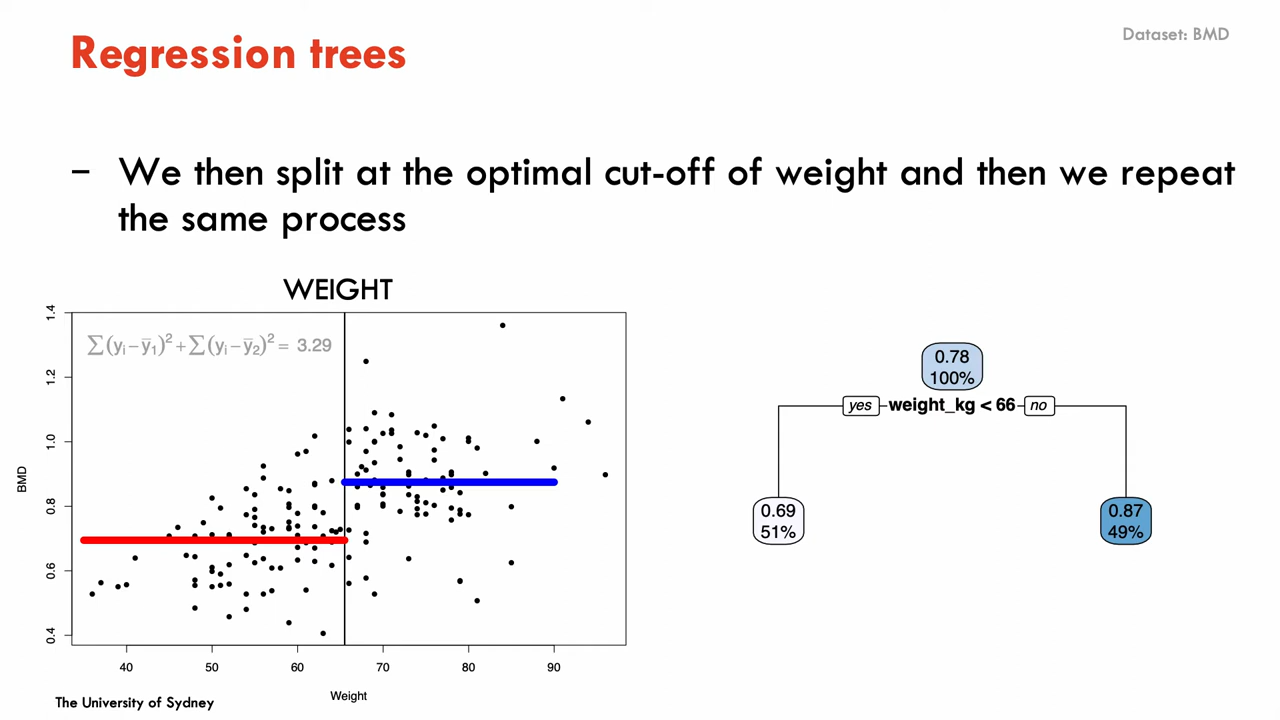 Regression trees
Dataset: BMD
– We then split at the optimal cut-off of weight and then we repeat
the same process
WEIGHT
∑(yᵢ−ȳ₁)²+∑(yᵢ−ȳ₂)²= 3.29
BMD
1.4
1.2
1.0
0.8
0.6
0.4
40 50 60 70 80 90
Weight
0.78
100%
yes weight_kg < 66 no
0.69
51%
0.87
49%
The University of Sydney